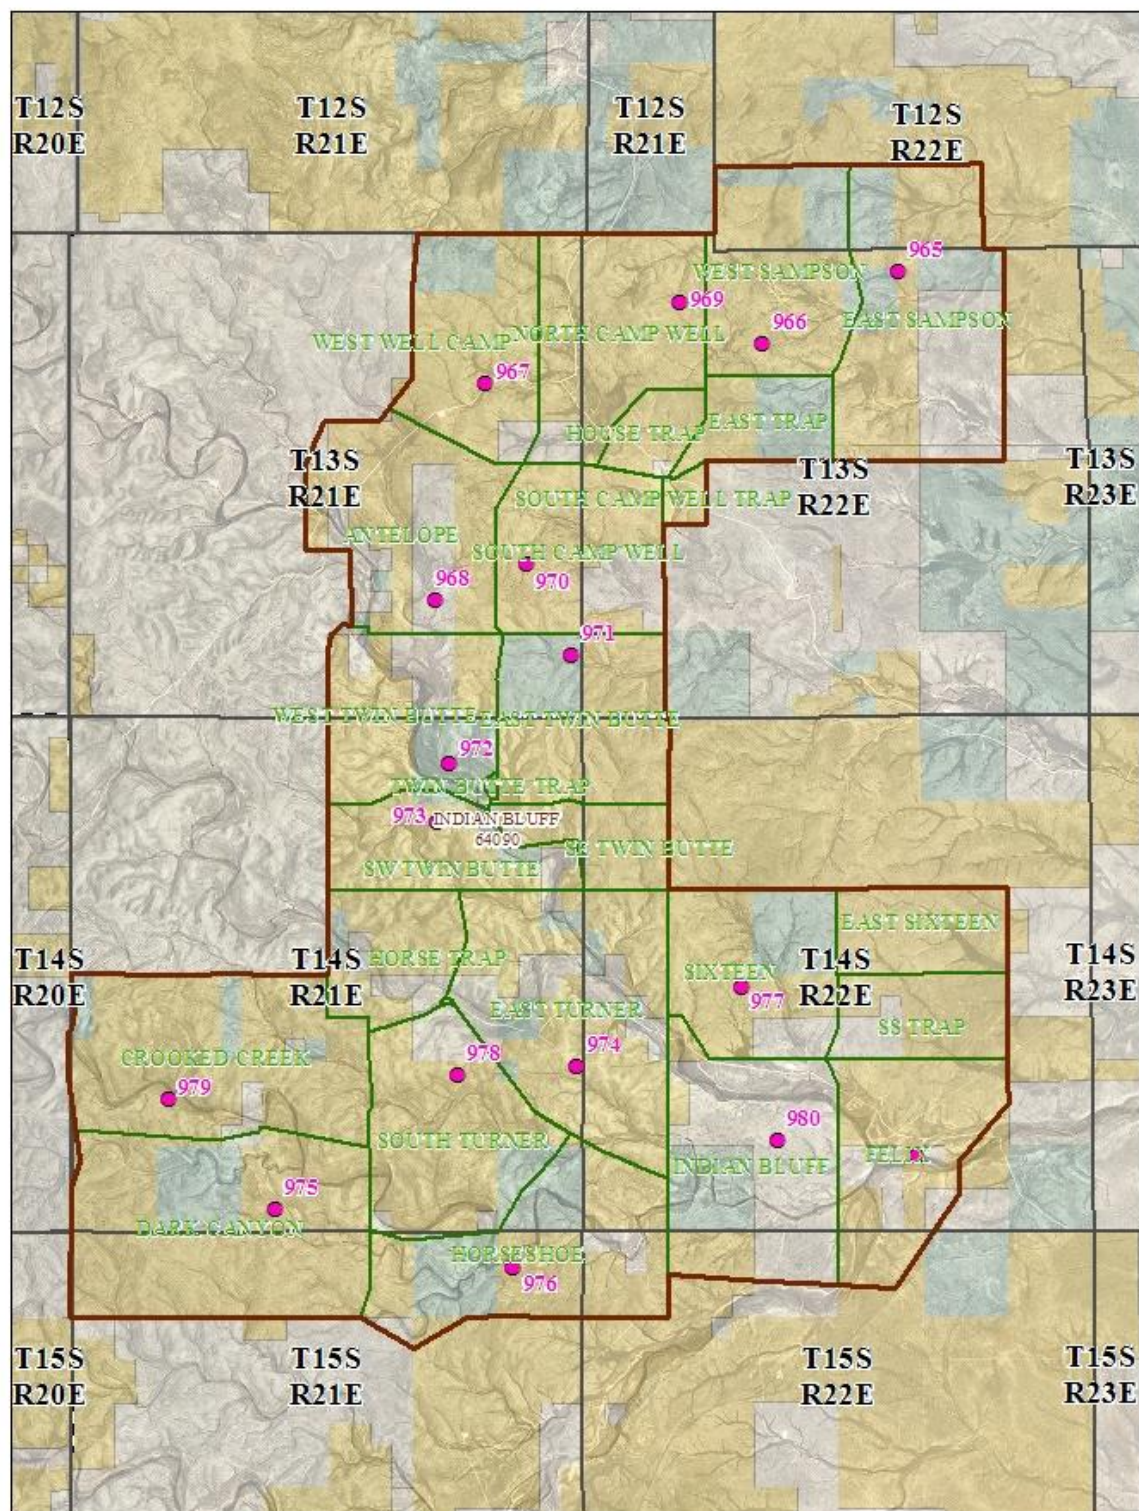 T12S
R20E
T12S
R21E
T12S
R21E
T12S
R22E
965
WEST SAMPSON
969
EAST SAMPSON
966
NORTH CAMP WELL
WEST WELL CAMP
967
EAST TRAP
HOUSE TRAP
T13S
R21E
T13S
R22E
T13S
R23E
SOUTH CAMP WELL TRAP
ANTELOPE
SOUTH CAMP WELL
968
970
971
WEST TWIN BUTTE
EAST TWIN BUTTE
972
TWIN BUTTE TRAP
973
INDIAN BLUFF
64090
SE TWIN BUTTE
SW TWIN BUTTE
EAST SIXTEEN
T14S
R20E
T14S
R21E
T14S
R22E
T14S
R23E
HORSE TRAP
SIXTEEN
977
EAST TURNER
SS TRAP
974
CROOKED CREEK
978
979
980
SOUTH TURNER
FELIX
INDIAN BLUFF
975
DARK CANYON
HORSESHOE
976
T15S
R20E
T15S
R21E
T15S
R22E
T15S
R23E